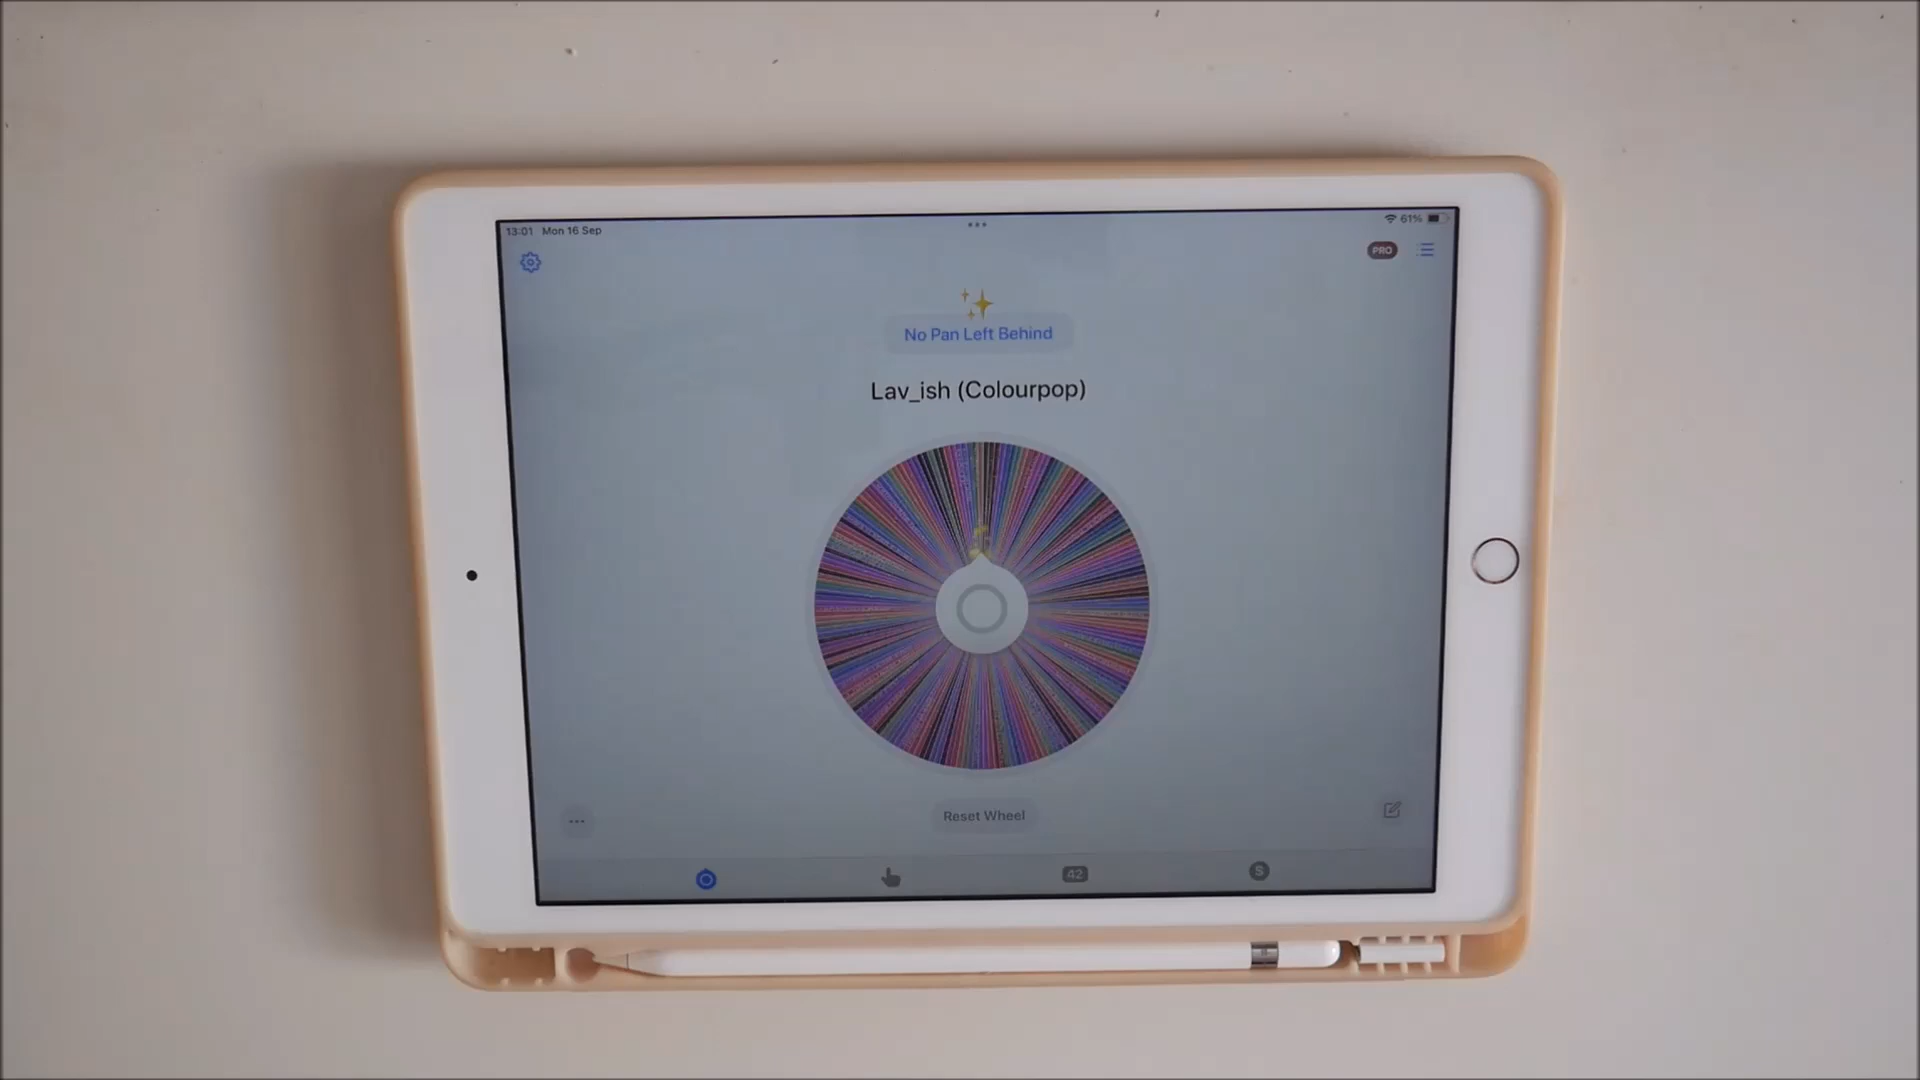 13:01 Mon 16 Sep
61%
PRO
No Pan Left Behind
Lav_ish (Colourpop)
Reset Wheel
42
S